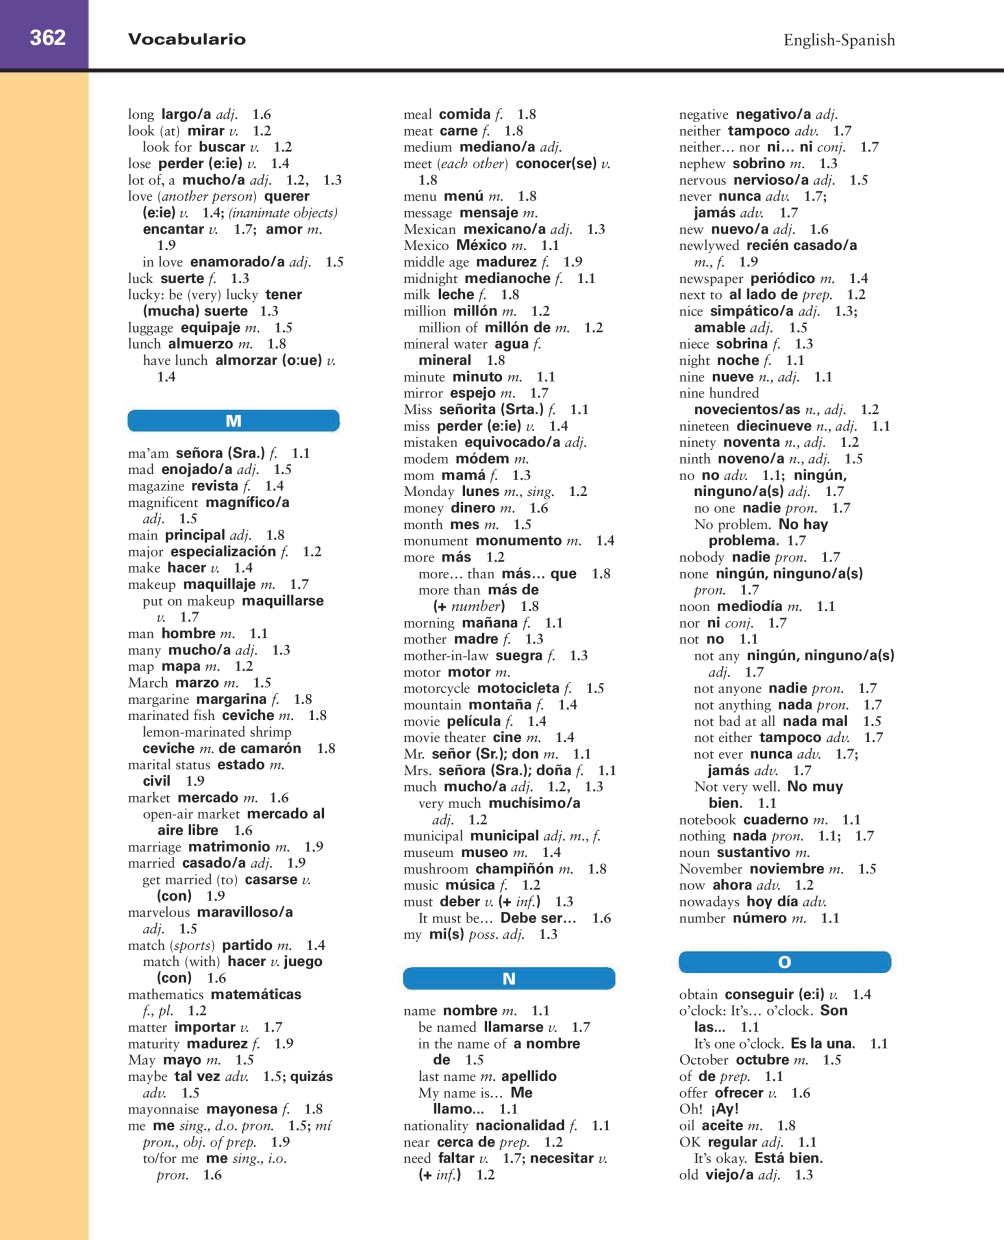 362
Vocabulario
English-Spanish
long largo/a adj. 1.6
look (at) mirar v. 1.2
look for buscar v. 1.2
lose perder (e:ie) v. 1.4
lot of, a mucho/a adj. 1.2, 1.3
love (another person) querer
(e:ie) v. 1.4; (inanimate objects)
encantar v. 1.7; amor m.
1.9
in love enamorado/a adj. 1.5
luck suerte f. 1.3
lucky: be (very) lucky tener
(mucha) suerte 1.3
luggage equipaje m. 1.5
lunch almuerzo m. 1.8
have lunch almorzar (o:ue) v.
1.4
M
ma'am señora (Sra.) f. 1.1
mad enojado/a adj. 1.5
magazine revista f. 1.4
magnificent magnífico/a
adj. 1.5
main principal adj. 1.8
major especialización f. 1.2
make hacer v. 1.4
makeup maquillaje m. 1.7
put on makeup maquillarse
v. 1.7
man hombre m. 1.1
many mucho/a adj. 1.3
map mapa m. 1.2
March marzo m. 1.5
margarine margarina f. 1.8
marinated fish ceviche m. 1.8
lemon-marinated shrimp
ceviche m. de camarón 1.8
marital status estado m.
civil 1.9
market mercado m. 1.6
open-air market mercado al
aire libre 1.6
marriage matrimonio m. 1.9
married casado/a adj. 1.9
get married (to) casarse v.
(con) 1.9
marvelous maravilloso/a
adj. 1.5
match (sports) partido m. 1.4
match (with) hacer v. juego
(con) 1.6
mathematics matemáticas
f., pl. 1.2
matter importar v. 1.7
maturity madurez f. 1.9
May mayo m. 1.5
maybe tal vez adv. 1.5; quizás
adv. 1.5
mayonnaise mayonesa f. 1.8
me me sing., d.o. pron. 1.5; mí
pron., obj. of prep. 1.9
to/for me me sing., i.o.
pron. 1.6
meal comida f. 1.8
meat carne f. 1.8
medium mediano/a adj.
meet (each other) conocer(se) v.
1.8
menu menú m. 1.8
message mensaje m.
Mexican mexicano/a adj. 1.3
Mexico México m. 1.1
middle age madurez f. 1.9
midnight medianoche f. 1.1
milk leche f. 1.8
million millón m. 1.2
million of millón de m. 1.2
mineral water agua f.
mineral 1.8
minute minuto m. 1.1
mirror espejo m. 1.7
Miss señorita (Srta.) f. 1.1
miss perder (e:ie) v. 1.4
mistaken equivocado/a adj.
modem módem m.
mom mamá f. 1.3
Monday lunes m., sing. 1.2
money dinero m. 1.6
month mes m. 1.5
monument monumento m. 1.4
more más 1.2
more… than más… que 1.8
more than más de
(+ number) 1.8
morning mañana f. 1.1
mother madre f. 1.3
mother-in-law suegra f. 1.3
motor motor m.
motorcycle motocicleta f. 1.5
mountain montaña f. 1.4
movie película f. 1.4
movie theater cine m. 1.4
Mr. señor (Sr.); don m. 1.1
Mrs. señora (Sra.); doña f. 1.1
much mucho/a adj. 1.2, 1.3
very much muchísimo/a
adj. 1.2
municipal municipal adj. m., f.
museum museo m. 1.4
mushroom champiñón m. 1.8
music música f. 1.2
must deber v. (+ inf.) 1.3
It must be… Debe ser… 1.6
my mi(s) poss. adj. 1.3
N
name nombre m. 1.1
be named llamarse v. 1.7
in the name of a nombre
de 1.5
last name m. apellido
My name is… Me
llamo... 1.1
nationality nacionalidad f. 1.1
near cerca de prep. 1.2
need faltar v. 1.7; necesitar v.
(+ inf.) 1.2
negative negativo/a adj.
neither tampoco adv. 1.7
neither… nor ni… ni conj. 1.7
nephew sobrino m. 1.3
nervous nervioso/a adj. 1.5
never nunca adv. 1.7;
jamás adv. 1.7
new nuevo/a adj. 1.6
newlywed recién casado/a
m., f. 1.9
newspaper periódico m. 1.4
next to al lado de prep. 1.2
nice simpático/a adj. 1.3;
amable adj. 1.5
niece sobrina f. 1.3
night noche f. 1.1
nine nueve n., adj. 1.1
nine hundred
novecientos/as n., adj. 1.2
nineteen diecinueve n., adj. 1.1
ninety noventa n., adj. 1.2
ninth noveno/a n., adj. 1.5
no no adv. 1.1; ningún,
ninguno/a(s) adj. 1.7
no one nadie pron. 1.7
No problem. No hay
problema. 1.7
nobody nadie pron. 1.7
none ningún, ninguno/a(s)
pron. 1.7
noon mediodía m. 1.1
nor ni conj. 1.7
not no 1.1
not any ningún, ninguno/a(s)
adj. 1.7
not anyone nadie pron. 1.7
not anything nada pron. 1.7
not bad at all nada mal 1.5
not either tampoco adv. 1.7
not ever nunca adv. 1.7;
jamás adv. 1.7
Not very well. No muy
bien. 1.1
notebook cuaderno m. 1.1
nothing nada pron. 1.1; 1.7
noun sustantivo m.
November noviembre m. 1.5
now ahora adv. 1.2
nowadays hoy día adv.
number número m. 1.1
O
obtain conseguir (e:i) v. 1.4
o'clock: It's… o'clock. Son
las... 1.1
It's one o'clock. Es la una. 1.1
October octubre m. 1.5
of de prep. 1.1
offer ofrecer v. 1.6
Oh! ¡Ay!
oil aceite m. 1.8
OK regular adj. 1.1
It's okay. Está bien.
old viejo/a adj. 1.3